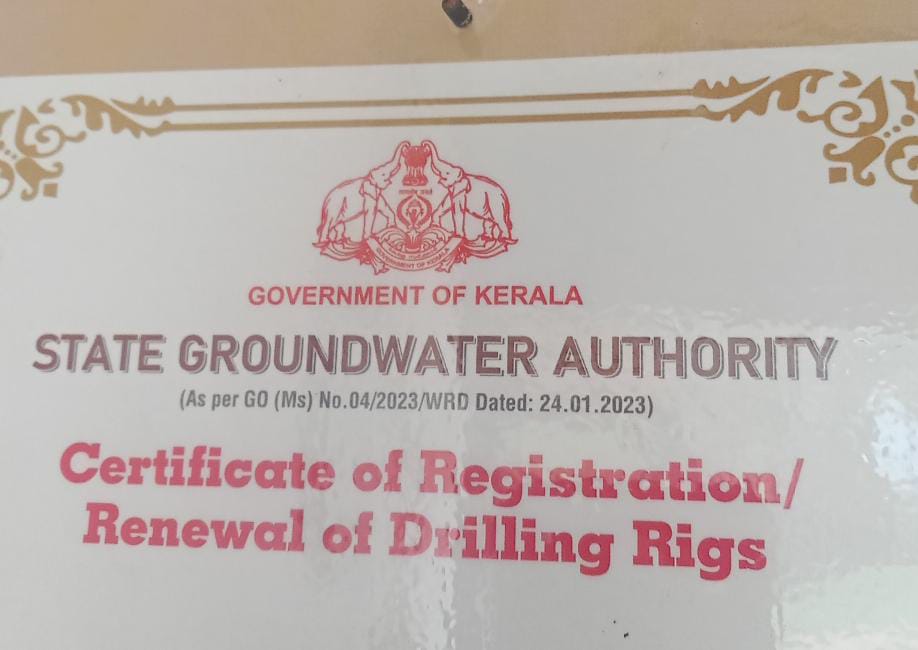 GOVERNMENT OF KERALA
STATE GROUNDWATER AUTHORITY
(As per GO (Ms) No.04/2023/WRD Dated: 24.01.2023)
Certificate of Registration/
Renewal of Drilling Rigs